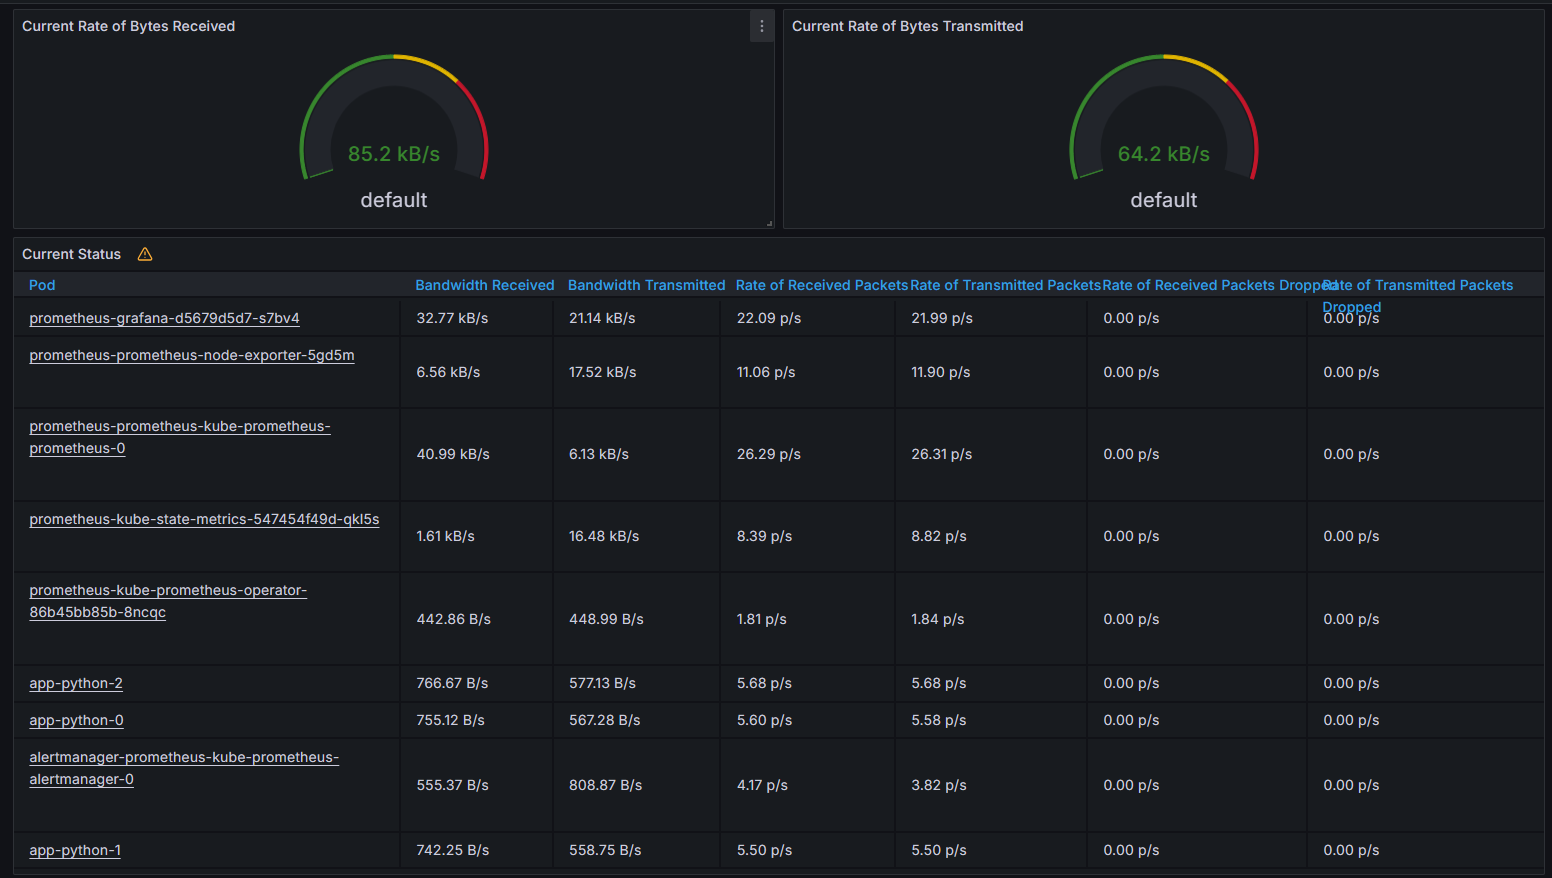 Current Rate of Bytes Received
Current Rate of Bytes Transmitted
85.2 kB/s
64.2 kB/s
default
default
Current Status
Pod Bandwidth Received Bandwidth Transmitted Rate of Received Packets Rate of Transmitted Packets Rate of Received Packets Dropped Rate of Transmitted Packets
Dropped
prometheus-grafana-d5679d5d7-s7bv4 32.77 kB/s 21.14 kB/s 22.09 p/s 21.99 p/s 0.00 p/s 0.00 p/s
prometheus-prometheus-node-exporter-5gd5m
6.56 kB/s 17.52 kB/s 11.06 p/s 11.90 p/s 0.00 p/s 0.00 p/s
prometheus-prometheus-kube-prometheus-
prometheus-0
40.99 kB/s 6.13 kB/s 26.29 p/s 26.31 p/s 0.00 p/s 0.00 p/s
prometheus-kube-state-metrics-547454f49d-qkl5s
1.61 kB/s 16.48 kB/s 8.39 p/s 8.82 p/s 0.00 p/s 0.00 p/s
prometheus-kube-prometheus-operator-
86b45bb85b-8ncqc
442.86 B/s 448.99 B/s 1.81 p/s 1.84 p/s 0.00 p/s 0.00 p/s
app-python-2 766.67 B/s 577.13 B/s 5.68 p/s 5.68 p/s 0.00 p/s 0.00 p/s
app-python-0 755.12 B/s 567.28 B/s 5.60 p/s 5.58 p/s 0.00 p/s 0.00 p/s
alertmanager-prometheus-kube-prometheus-
alertmanager-0
555.37 B/s 808.87 B/s 4.17 p/s 3.82 p/s 0.00 p/s 0.00 p/s
app-python-1 742.25 B/s 558.75 B/s 5.50 p/s 5.50 p/s 0.00 p/s 0.00 p/s